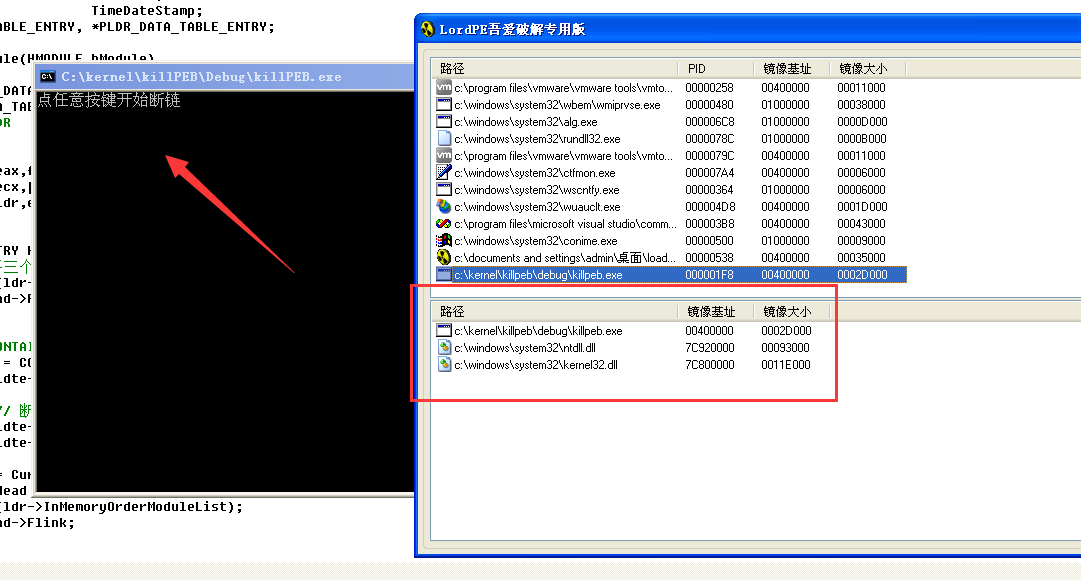 TimeDateStamp;
ABLE_ENTRY, *PLDR_DATA_TABLE_ENTRY;
ule(HMODULE hModule)
_DATA
A_TAB
DR
eax,f
ecx,[
ldr,e
TRY H
三个
(ldr-
ad->F
ONTAI
= CO
ldte-
// 断
ldte-
ldte-
= Cur
Head
(ldr->InMemoryOrderModuleList);
ad->Flink;
C:\kernel\killPEB\Debug\killPEB.exe
点任意按键开始断链
LordPE吾爱破解专用版
路径 PID 镜像基址 镜像大小
c:\program files\vmware\vmware tools\vmto... 00000258 00400000 00011000
c:\windows\system32\wbem\wmiprvse.exe 00000480 01000000 00038000
c:\windows\system32\alg.exe 000006C8 01000000 0000D000
c:\windows\system32\rundll32.exe 0000078C 01000000 0000B000
c:\program files\vmware\vmware tools\vmto... 0000079C 00400000 00011000
c:\windows\system32\ctfmon.exe 000007A4 00400000 00006000
c:\windows\system32\wscntfy.exe 00000364 01000000 00006000
c:\windows\system32\wuauclt.exe 000004D8 00400000 0001D000
c:\program files\microsoft visual studio\comm... 000003B8 00400000 00043000
c:\windows\system32\conime.exe 00000500 01000000 00009000
c:\documents and settings\admin\桌面\load... 00000538 00400000 00035000
c:\kernel\killpeb\debug\killpeb.exe 000001F8 00400000 0002D000
路径 镜像基址 镜像大小
c:\kernel\killpeb\debug\killpeb.exe 00400000 0002D000
c:\windows\system32\ntdll.dll 7C920000 00093000
c:\windows\system32\kernel32.dll 7C800000 0011E000